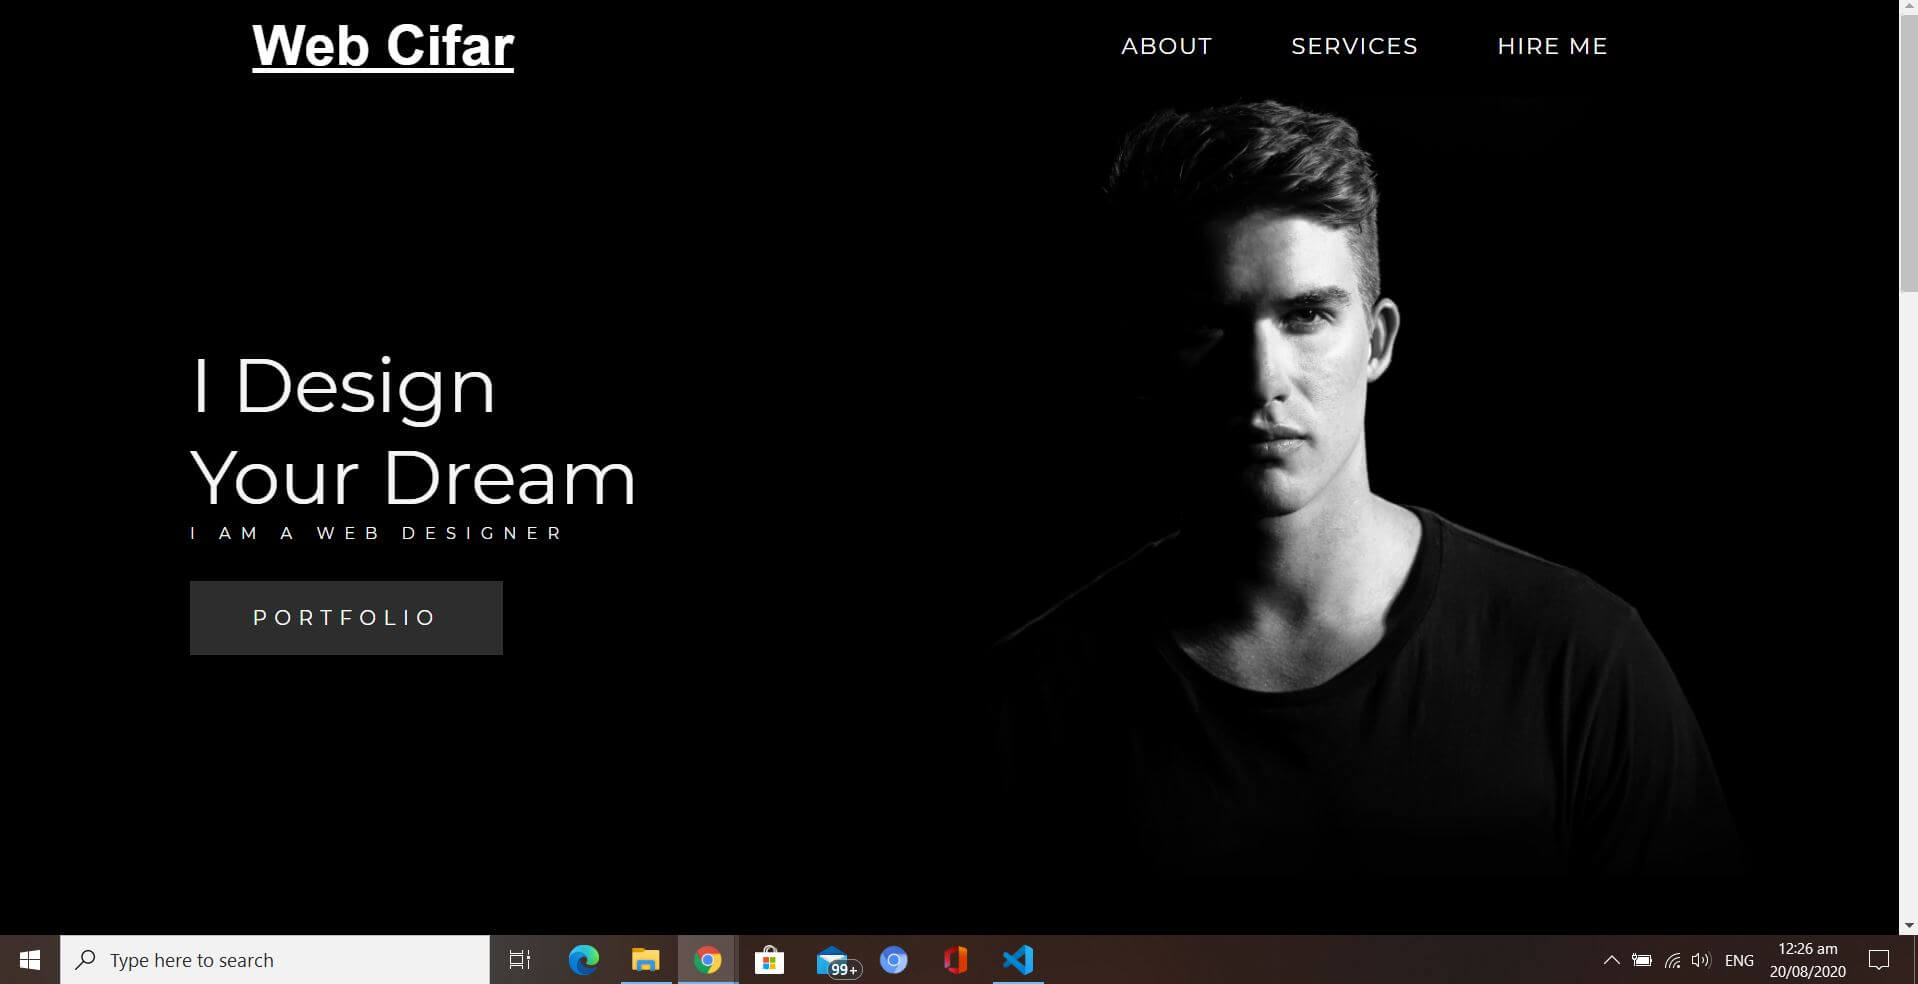 Web Cifar
ABOUT SERVICES HIRE ME
I Design
Your Dream
I AM A WEB DESIGNER
PORTFOLIO
Type here to search
99+
ENG
12:26 am
20/08/2020